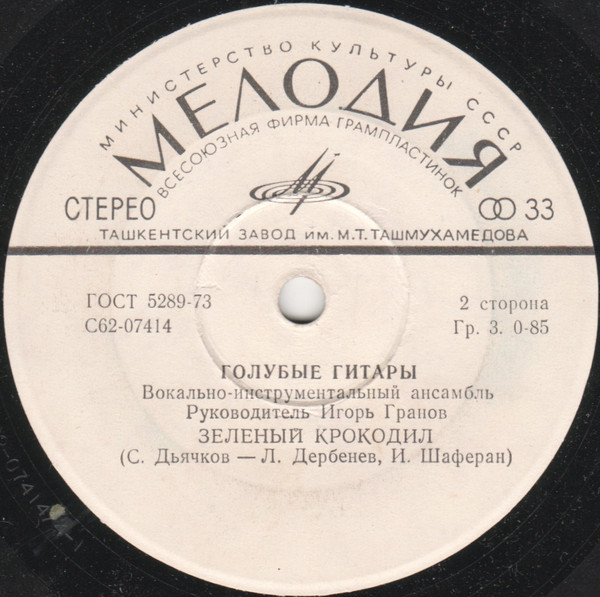 МИНИСТЕРСТВО КУЛЬТУРЫ СССР
МЕЛОДИЯ
ВСЕСОЮЗНАЯ ФИРМА ГРАМПЛАСТИНОК
СТЕРЕО
33
ТАШКЕНТСКИЙ ЗАВОД ИМ. М.Т. ТАШМУХАМЕДОВА
ГОСТ 5289-73
2 сторона
С62-07414
Гр. 3. 0-85
ГОЛУБЫЕ ГИТАРЫ
Вокально-инструментальный ансамбль
Руководитель Игорь Гранов
ЗЕЛЕНЫЙ КРОКОДИЛ
(С. Дьячков — Л. Дербенев, И. Шаферан)